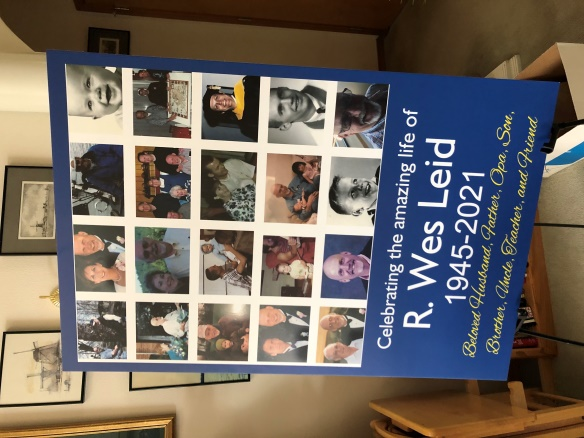 Celebrating the amazing life of
R. Wes Leid
1945-2021
Beloved Husband, Father, Opa, Son,
Brother, Uncle, Teacher, and Friend